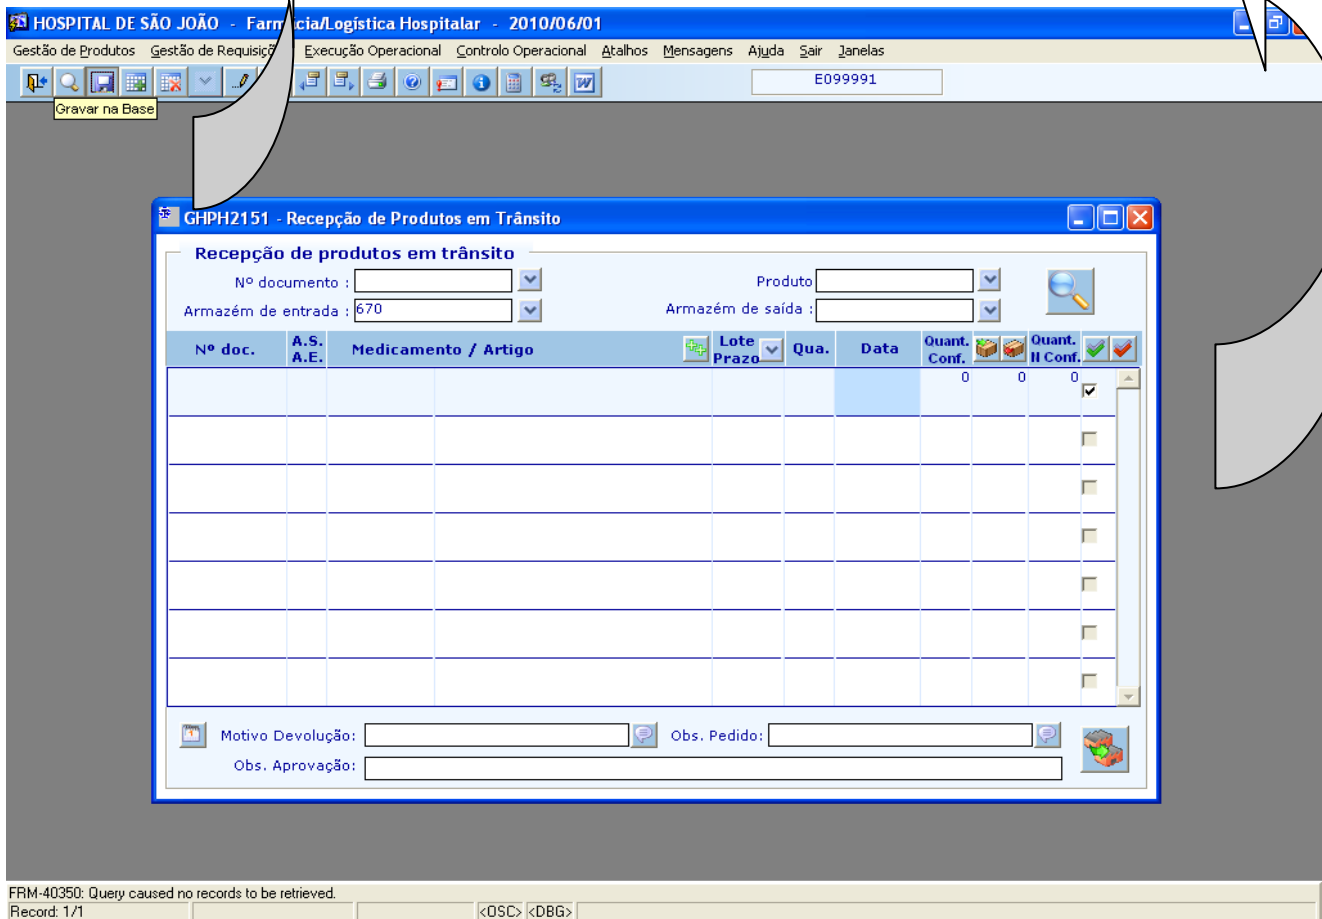 HOSPITAL DE SÃO JOÃO - Farmácia/Logística Hospitalar - 2010/06/01
Gestão de Produtos Gestão de Execução Operacional Controlo Operacional Atalhos Mensagens Ajuda Sair Janelas
E099991
Gravar na Base
GHPH2151 - Recepção de Produtos em Trânsito
Recepção de produtos em trânsito
Nº documento : Produto
Armazém de entrada : 670 Armazém de saída :
Nº doc. A.S. A.E. Medicamento / Artigo Lote Prazo Qua. Data Quant. Conf. Quant. N Conf.
0 0 0
Motivo Devolução: Obs. Pedido:
Obs. Aprovação:
FRM-40350: Query caused no records to be retrieved.
Record: 1/1 <OSC> <DBG>